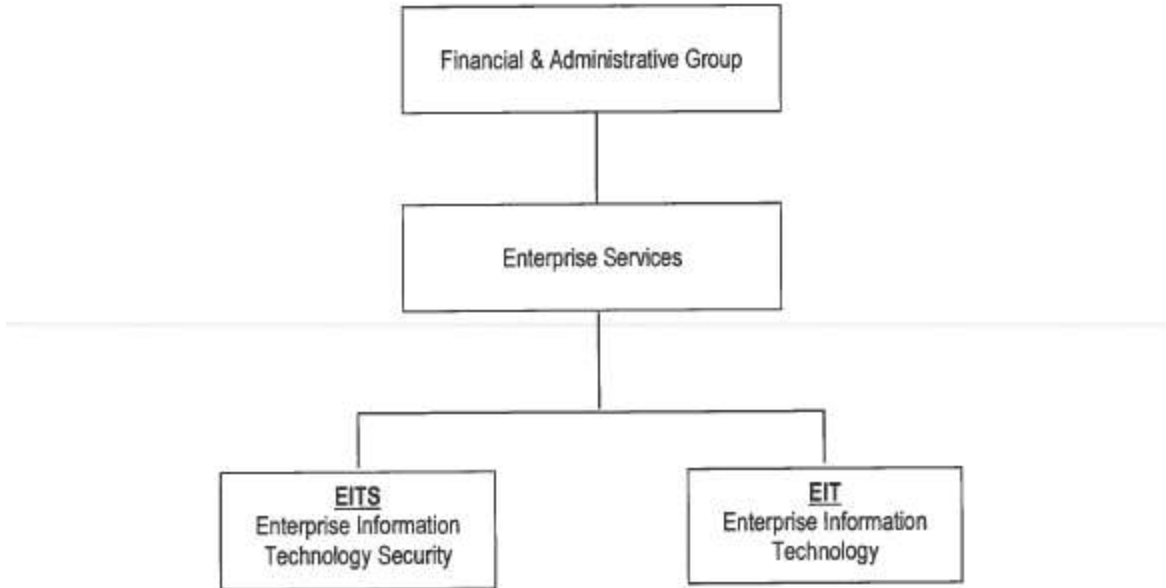 Financial & Administrative Group
Enterprise Services
EITS
Enterprise Information
Technology Security
EIT
Enterprise Information
Technology